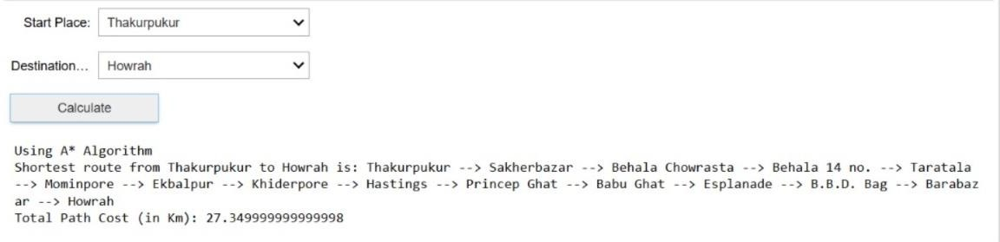 Start Place: Thakurpukur
Destination... Howrah
Calculate
Using A* Algorithm
Shortest route from Thakurpukur to Howrah is: Thakurpukur --> Sakherbazar --> Behala Chowrasta --> Behala 14 no. --> Taratala
--> Mominpore --> Ekbalpur --> Khiderpore --> Hastings --> Princep Ghat --> Babu Ghat --> Esplanade --> B.B.D. Bag --> Barabaz
ar --> Howrah
Total Path Cost (in Km): 27.349999999999998